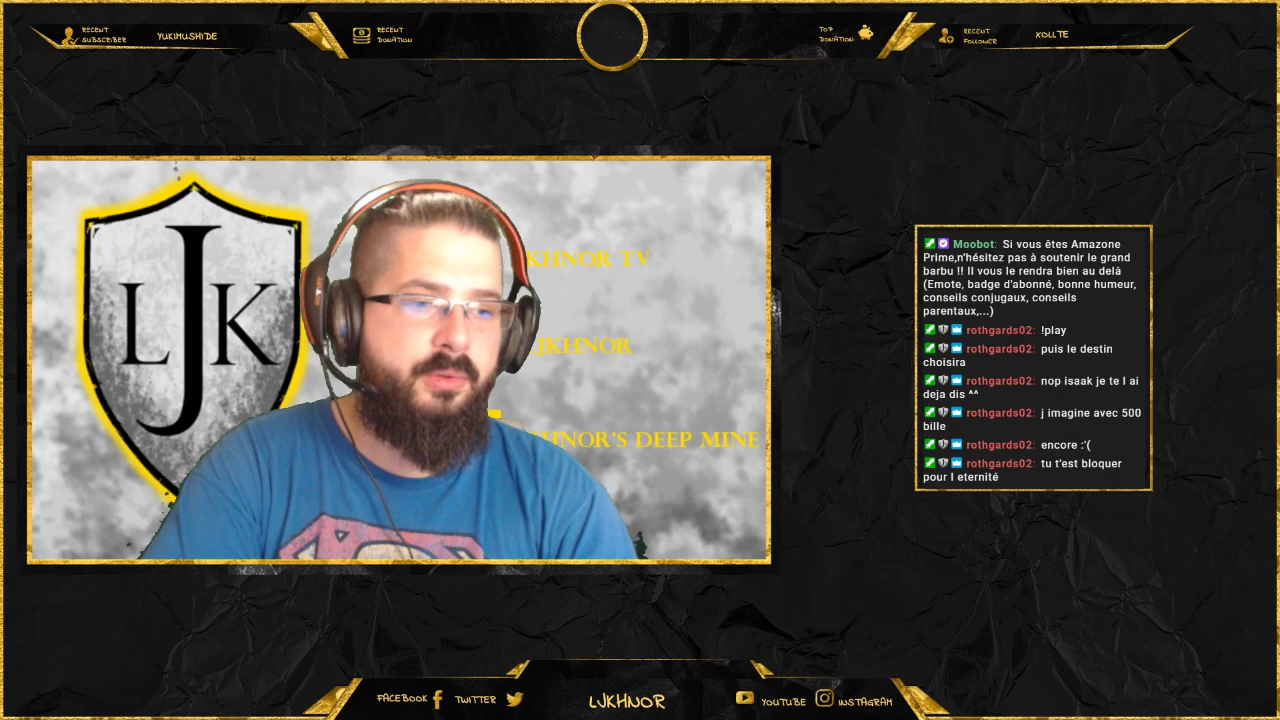 RECENT
SUBSCRIBER
YUKIMUSHIDE
RECENT
DONATION
TOP
DONATION
RECENT
FOLLOWER
XOLLTE
LJK
KHNOR TV
JKHNOR
HNOR'S DEEP MINE
Moobot: Si vous êtes Amazone
Prime,n'hésitez pas à soutenir le grand
barbu !! Il vous le rendra bien au delà
(Emote, badge d'abonné, bonne humeur,
conseils conjugaux, conseils
parentaux,...)
rothgards02: !play
rothgards02: puis le destin
choisira
rothgards02: nop isaak je te l ai
deja dis ^^
rothgards02: j imagine avec 500
bille
rothgards02: encore :'(
rothgards02: tu t'est bloquer
pour l eternité
FACEBOOK
TWITTER
LJKHNOR
YOUTUBE
INSTAGRAM